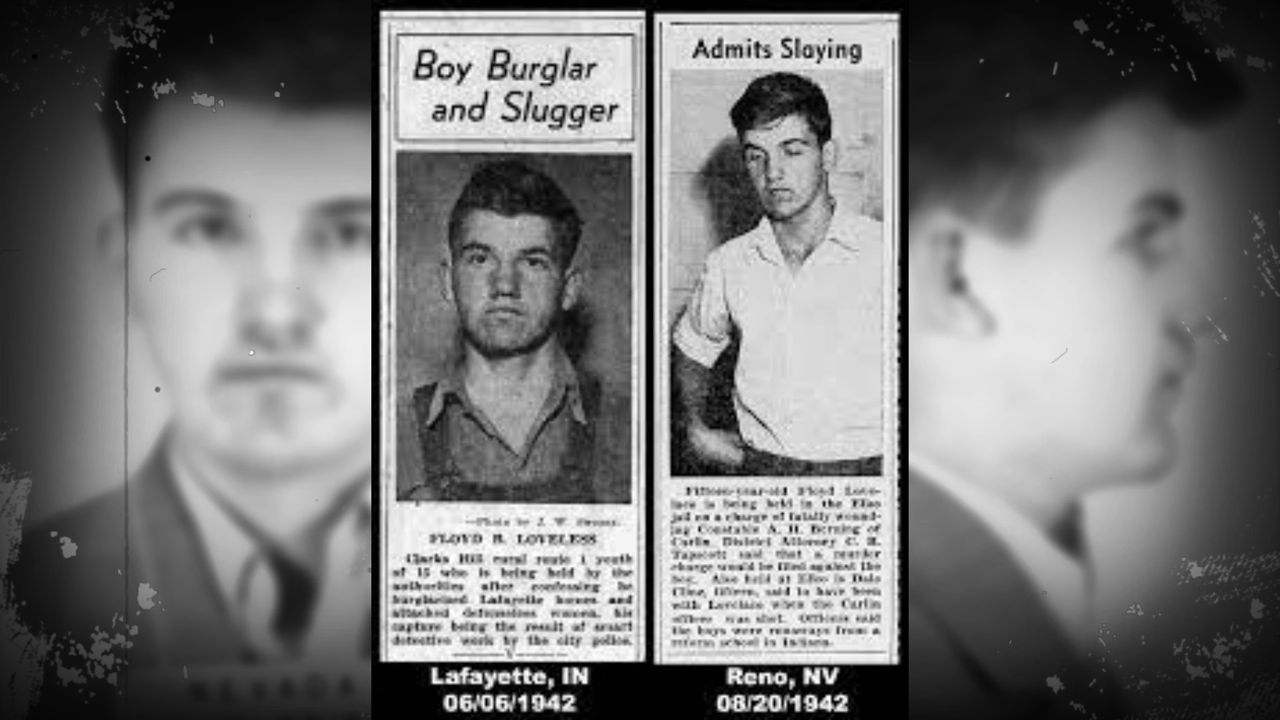 Boy Burglar
and Slugger
—Photo by J. W.
FLOYD B. LOVELESS
Clarks Hill rural route 1 youth
of 15 who is being held by the
authorities after confessing he
burglarized Lafayette homes and
attacked defenseless women, his
capture being the result of smart
detective work by the city police.
Lafayette, IN
06/06/1942
Admits Slaying
Fifteen-year-old Floyd Love-
less is being held in the Elko
jail on a charge of fatally wound-
ing Constable A. H. Berning of
Carlin. District Attorney C. B.
Tapscott said that a murder
charge would be filed against the
boy. Also held at Elko is Dale
Cline, fifteen, said to have been
with Loveless when the Carlin
officer was shot. Officers said
the boys were runaways from a
reform school in Indiana.
Reno, NV
08/20/1942
NEVADA